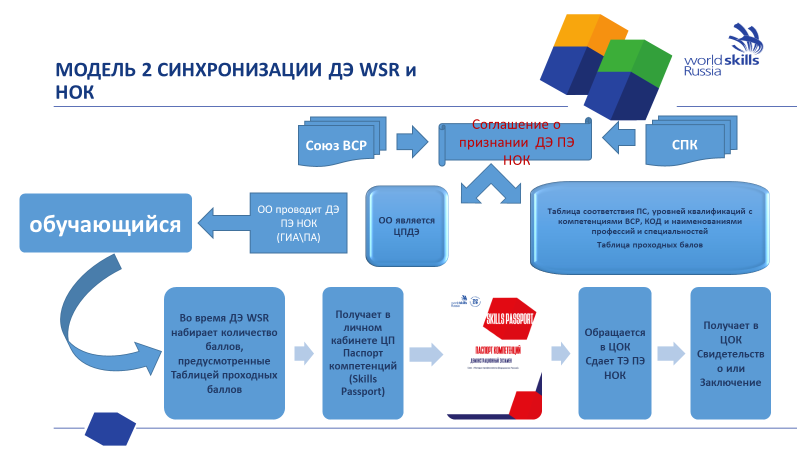 МОДЕЛЬ 2 СИНХРОНИЗАЦИИ ДЭ WSR и
НОК
world skills
Russia
Союз ВСР
Соглашение о
признании ДЭ ПЭ
НОК
СПК
обучающийся
ОО проводит ДЭ
ПЭ НОК
(ГИА\ПА)
ОО является
ЦПДЭ
Таблица соответствия ПС, уровней квалификаций с
компетенциями ВСР, КОД и наименованиями
профессий и специальностей
Таблица проходных балов
Во время ДЭ WSR
набирает количество
баллов,
предусмотренные
Таблицей проходных
баллов
Получает в
личном
кабинете ЦП
Паспорт
компетенций
(Skills
Passport)
SKILLS PASSPORT
ПАСПОРТ КОМПЕТЕНЦИЙ
ДЕМОНСТРАЦИОННЫЙ ЭКЗАМЕН
Обращается
в ЦОК
Сдает ТЭ ПЭ
НОК
Получает в
ЦОК
Свидетельств
о или
Заключение